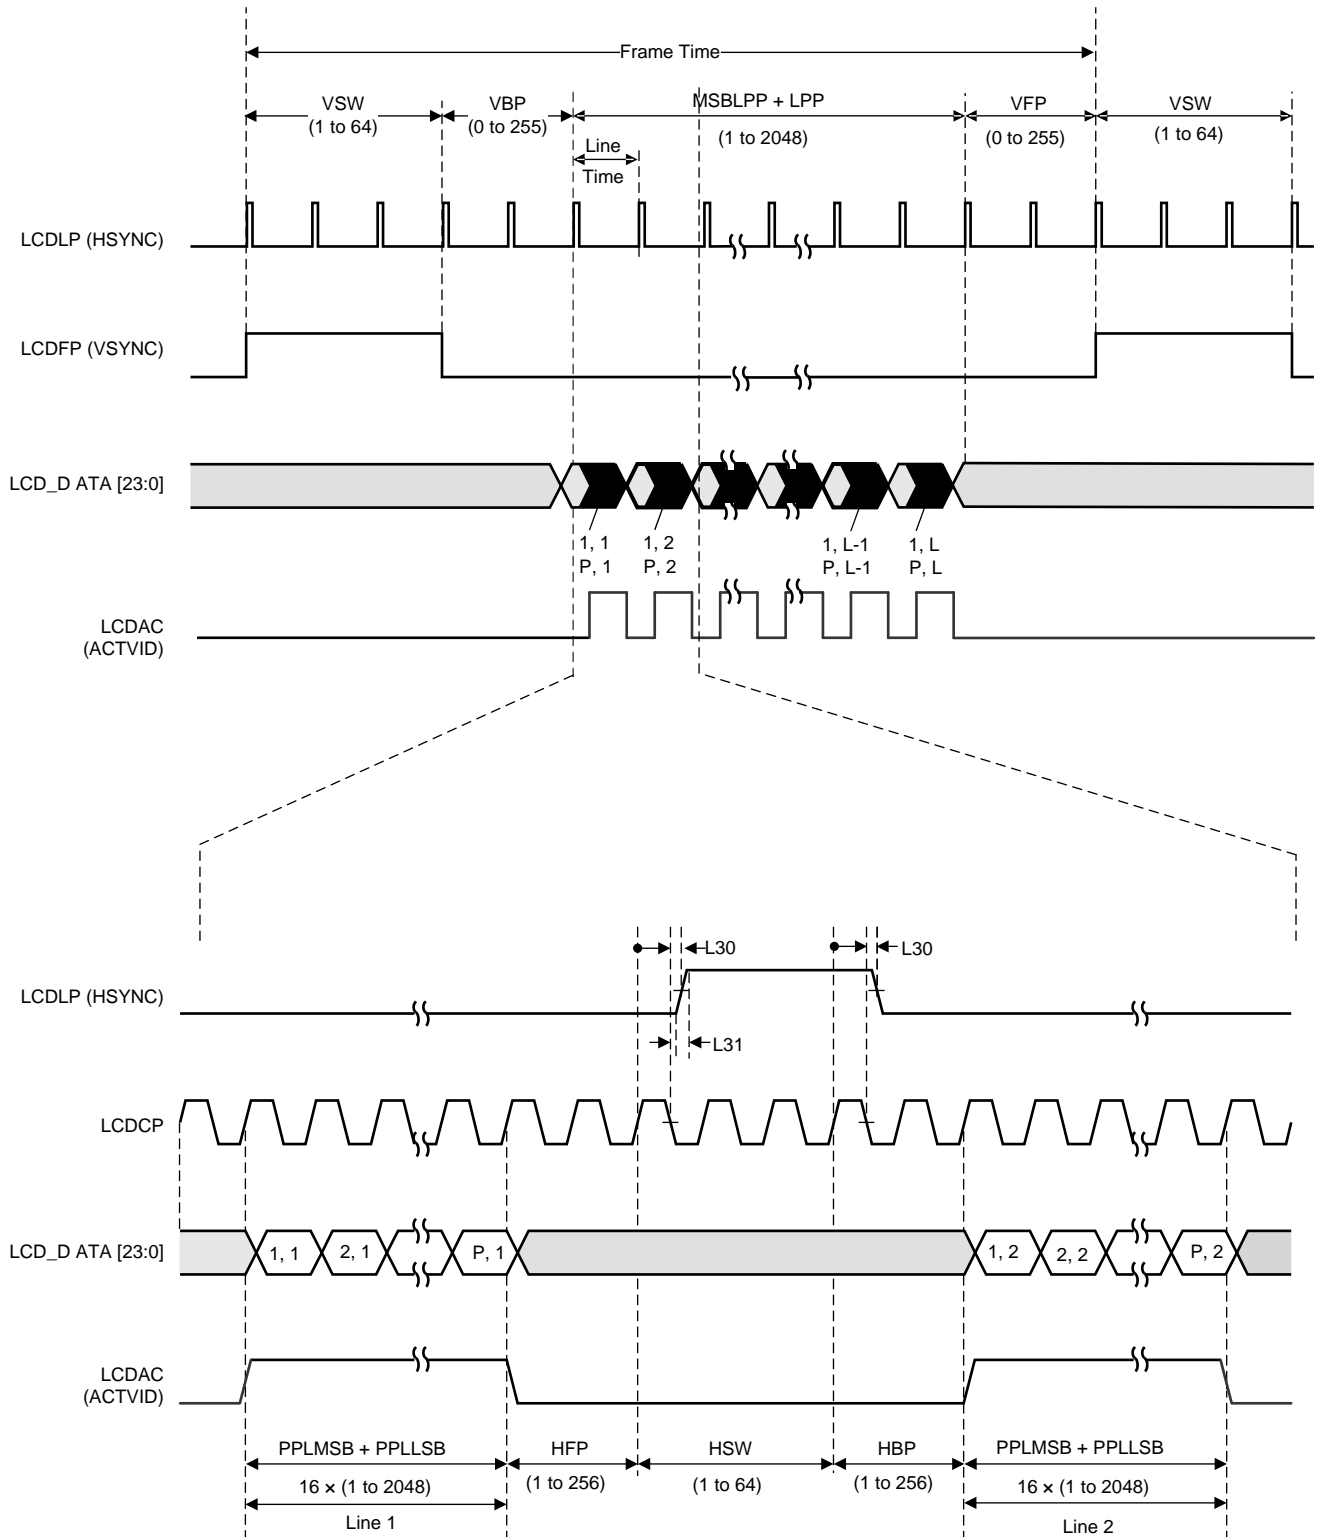 Frame Time
VSW
(1 to 64)
VBP
(0 to 255)
MSBLPP + LPP
(1 to 2048)
VFP
(0 to 255)
VSW
(1 to 64)
Line
Time
LCDLP (HSYNC)
LCDFP (VSYNC)
LCD_D ATA [23:0]
1, 1
P, 1
1, 2
P, 2
1, L-1
P, L-1
1, L
P, L
LCDAC
(ACTVID)
L30
L30
LCDLP (HSYNC)
L31
LCDCP
LCD_D ATA [23:0]
1, 1
2, 1
P, 1
1, 2
2, 2
P, 2
LCDAC
(ACTVID)
PPLMSB + PPLLSB
16 × (1 to 2048)
Line 1
HFP
(1 to 256)
HSW
(1 to 64)
HBP
(1 to 256)
PPLMSB + PPLLSB
16 × (1 to 2048)
Line 2